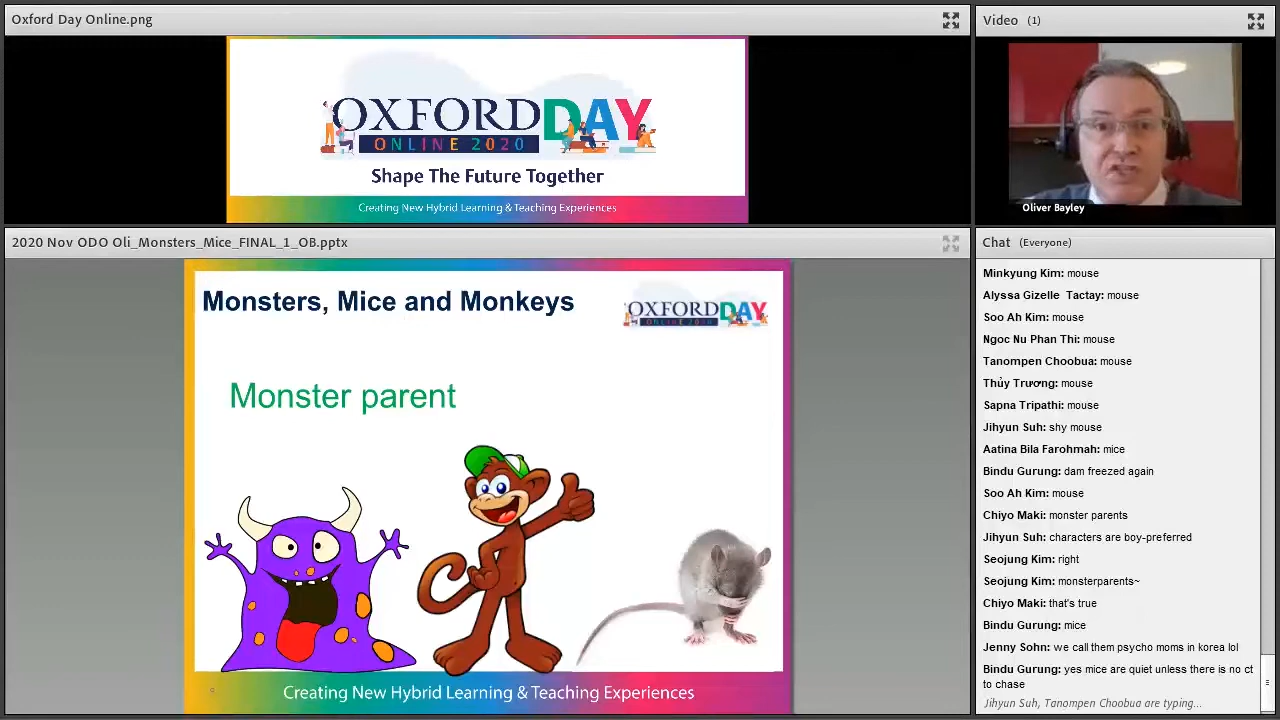 Oxford Day Online.png
OXFORD DAY
ONLINE 2020
Shape The Future Together
Creating New Hybrid Learning & Teaching Experiences
Video (1)
Oliver Bayley
2020 Nov ODO Oli_Monsters_Mice_FINAL_1_OB.pptx
Monsters, Mice and Monkeys
OXFORD DAY
ONLINE 2020
Monster parent
Creating New Hybrid Learning & Teaching Experiences
Chat (Everyone)
Minkyung Kim: mouse
Alyssa Gizelle Tactay: mouse
Soo Ah Kim: mouse
Ngoc Nu Phan Thi: mouse
Tanompen Choobua: mouse
Thủy Trương: mouse
Sapna Tripathi: mouse
Jihyun Suh: shy mouse
Aatina Bila Farohmah: mice
Bindu Gurung: dam freezed again
Soo Ah Kim: mouse
Chiyo Maki: monster parents
Jihyun Suh: characters are boy-preferred
Seojung Kim: right
Seojung Kim: monsterparents~
Chiyo Maki: that's true
Bindu Gurung: mice
Jenny Sohn: we call them psycho moms in korea lol
Bindu Gurung: yes mice are quiet unless there is no ct
to chase
Jihyun Suh, Tanompen Choobua are typing...